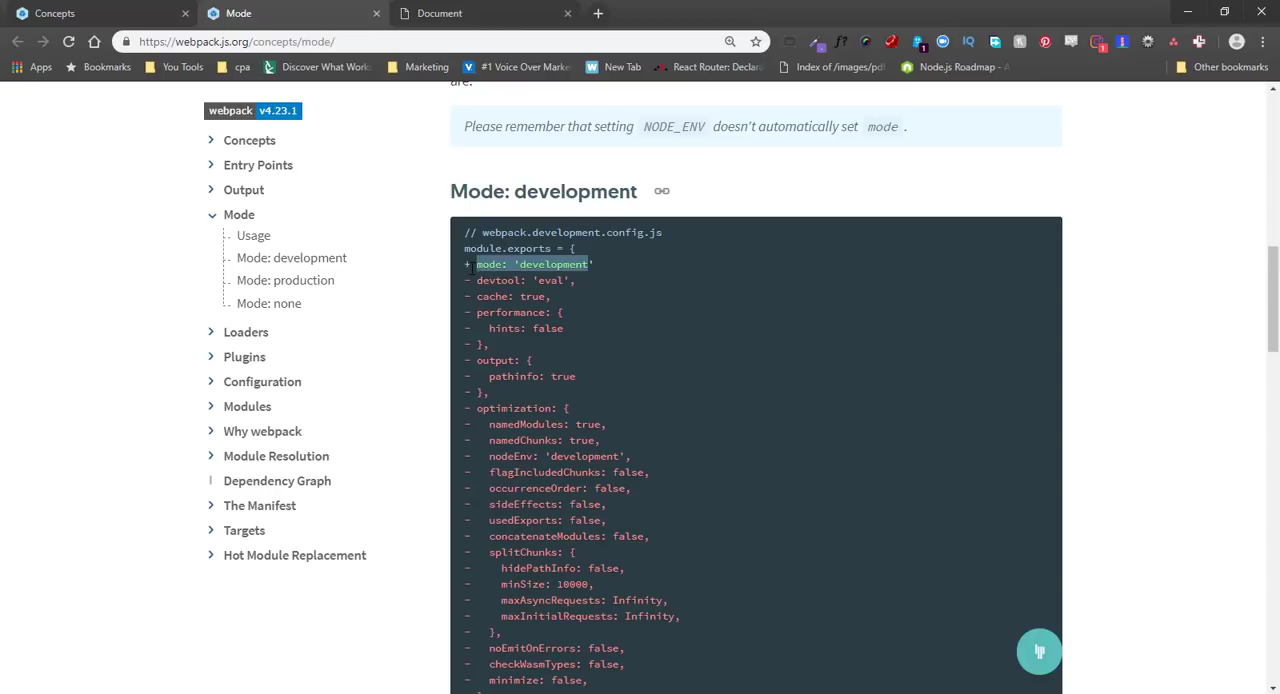 Concepts
Mode
Document
https://webpack.js.org/concepts/mode/
Apps
Bookmarks
You Tools
cpa
Discover What Work
Marketing
#1 Voice Over Marke
New Tab
React Router: Decla
Index of /images/pdf
Node.js Roadmap - A
Other bookmarks
are.
webpack v4.23.1
Concepts
Entry Points
Output
Mode
Usage
Mode: development
Mode: production
Mode: none
Loaders
Plugins
Configuration
Modules
Why webpack
Module Resolution
Dependency Graph
The Manifest
Targets
Hot Module Replacement
Please remember that setting NODE_ENV doesn't automatically set mode .
Mode: development
// webpack.development.config.js
module.exports = {
+ mode: 'development'
- devtool: 'eval',
- cache: true,
- performance: {
-   hints: false
- },
- output: {
-   pathinfo: true
- },
- optimization: {
-   namedModules: true,
-   namedChunks: true,
-   nodeEnv: 'development',
-   flagIncludedChunks: false,
-   occurrenceOrder: false,
-   sideEffects: false,
-   usedExports: false,
-   concatenateModules: false,
-   splitChunks: {
-     hidePathInfo: false,
-     minSize: 10000,
-     maxAsyncRequests: Infinity,
-     maxInitialRequests: Infinity,
-   },
-   noEmitOnErrors: false,
-   checkWasmTypes: false,
-   minimize: false,